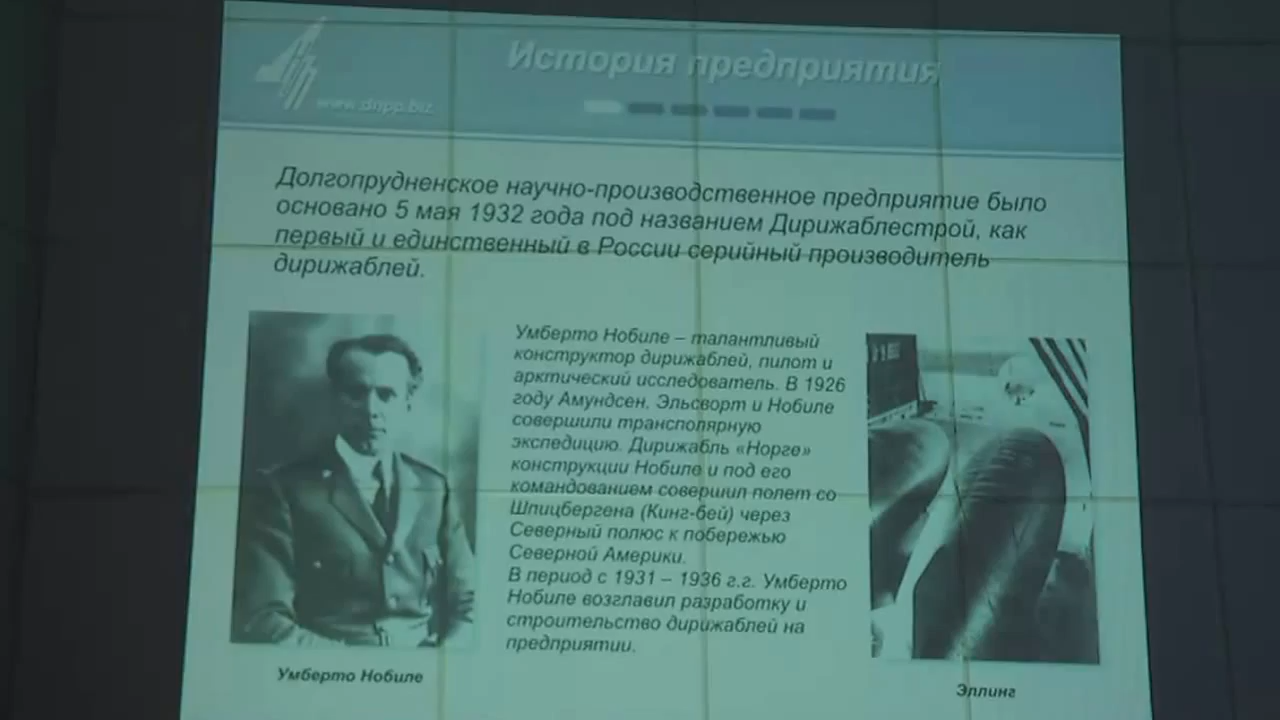 История предприятия
www.dnpp.biz
Долгопрудненское научно-производственное предприятие было
основано 5 мая 1932 года под названием Дирижаблестрой, как
первый и единственный в России серийный производитель
дирижаблей.
Умберто Нобиле – талантливый
конструктор дирижаблей, пилот и
арктический исследователь. В 1926
году Амундсен, Эльсворт и Нобиле
совершили трансполярную
экспедицию. Дирижабль «Норге»
конструкции Нобиле и под его
командованием совершил полет со
Шпицбергена (Кинг-бей) через
Северный полюс к побережью
Северной Америки.
В период с 1931 – 1936 г.г. Умберто
Нобиле возглавил разработку и
строительство дирижаблей на
предприятии.
Умберто Нобиле
Эллинг